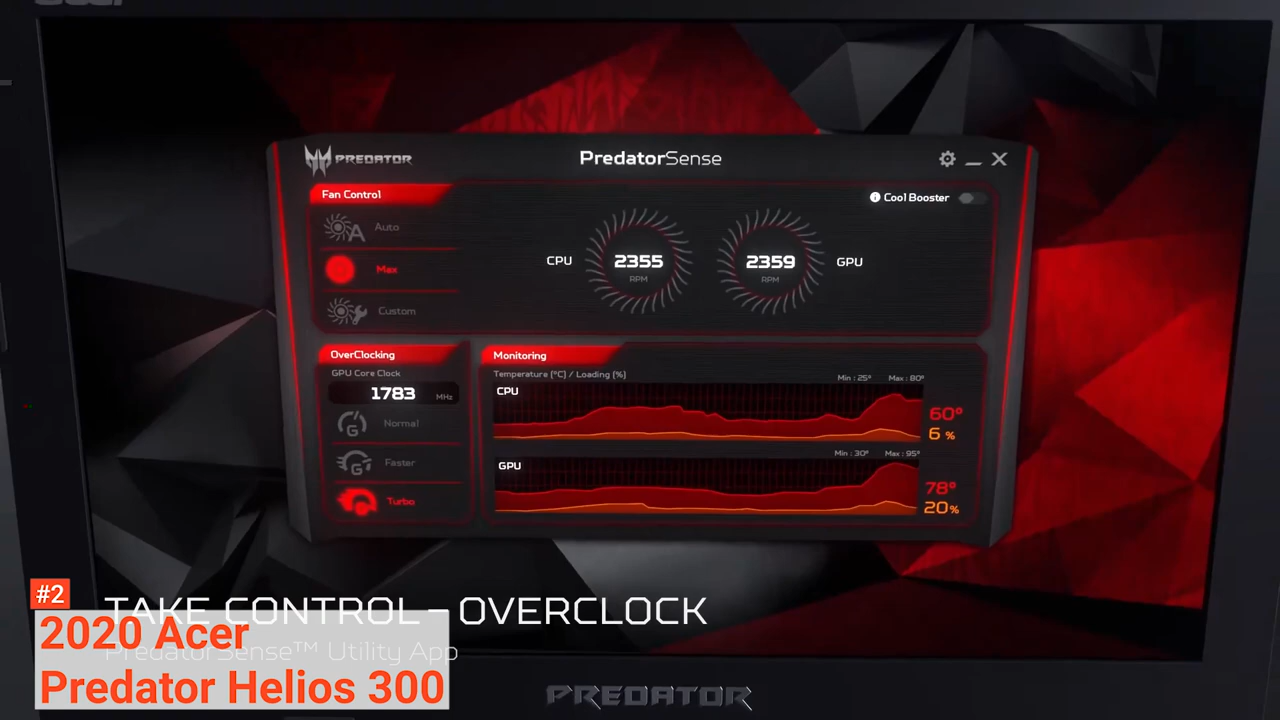 PREDATOR
PredatorSense
Fan Control
Cool Booster
Auto
Max
Custom
CPU
2355
RPM
2359
RPM
GPU
OverClocking
GPU Core Clock
1783 MHz
Normal
Faster
Turbo
Monitoring
Temperature (°C) / Loading (%)
Min : 25° Max : 80°
CPU
60°
6 %
Min : 30° Max : 95°
GPU
78°
20%
TAKE CONTROL – OVERCLOCK
PredatorSense™ Utility App
#2
2020 Acer
Predator Helios 300
PREDATOR